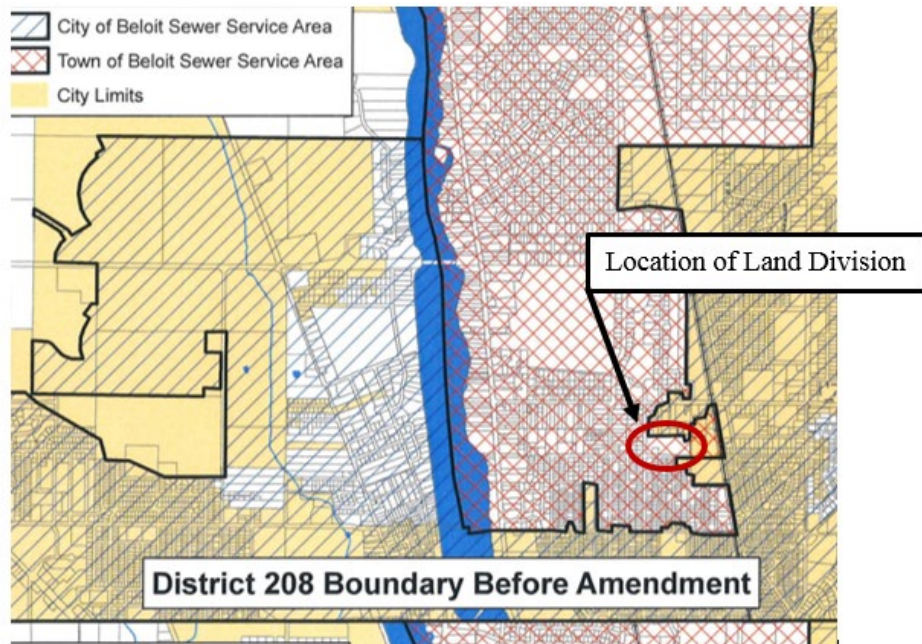 City of Beloit Sewer Service Area
Town of Beloit Sewer Service Area
City Limits
Location of Land Division
District 208 Boundary Before Amendment